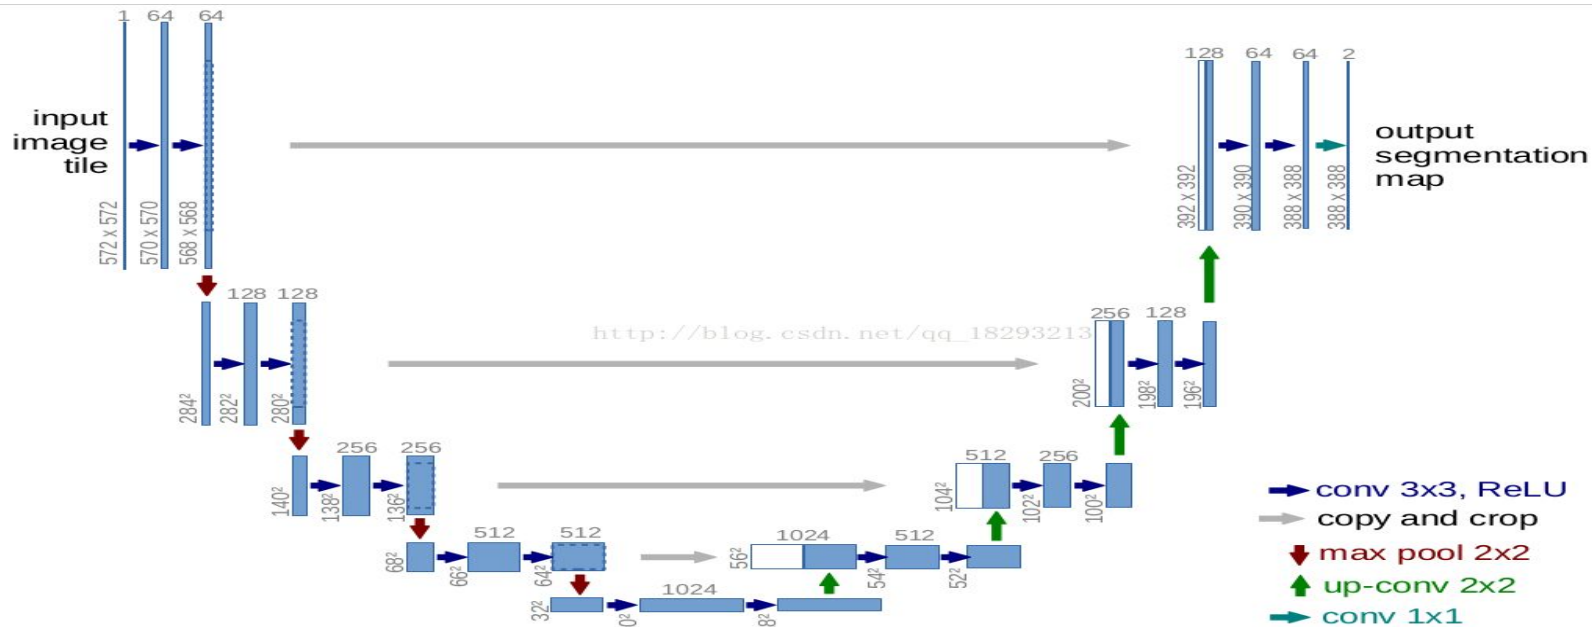 1 64 64
128 64 64 2
input
image
tile
output
segmentation
map
572 x 572
570 x 570
568 x 568
392 x 392
390 x 390
388 x 388
388 x 388
128 128
http://blog.csdn.net/qq_18293213
256 128
284²
282²
280²
200²
198²
196²
256 256
512 256
140²
138²
136²
104²
102²
100²
conv 3x3, ReLU
copy and crop
max pool 2x2
up-conv 2x2
conv 1x1
512 512
1024 512
68²
66²
64²
56²
54²
52²
1024
32²
0²
8²